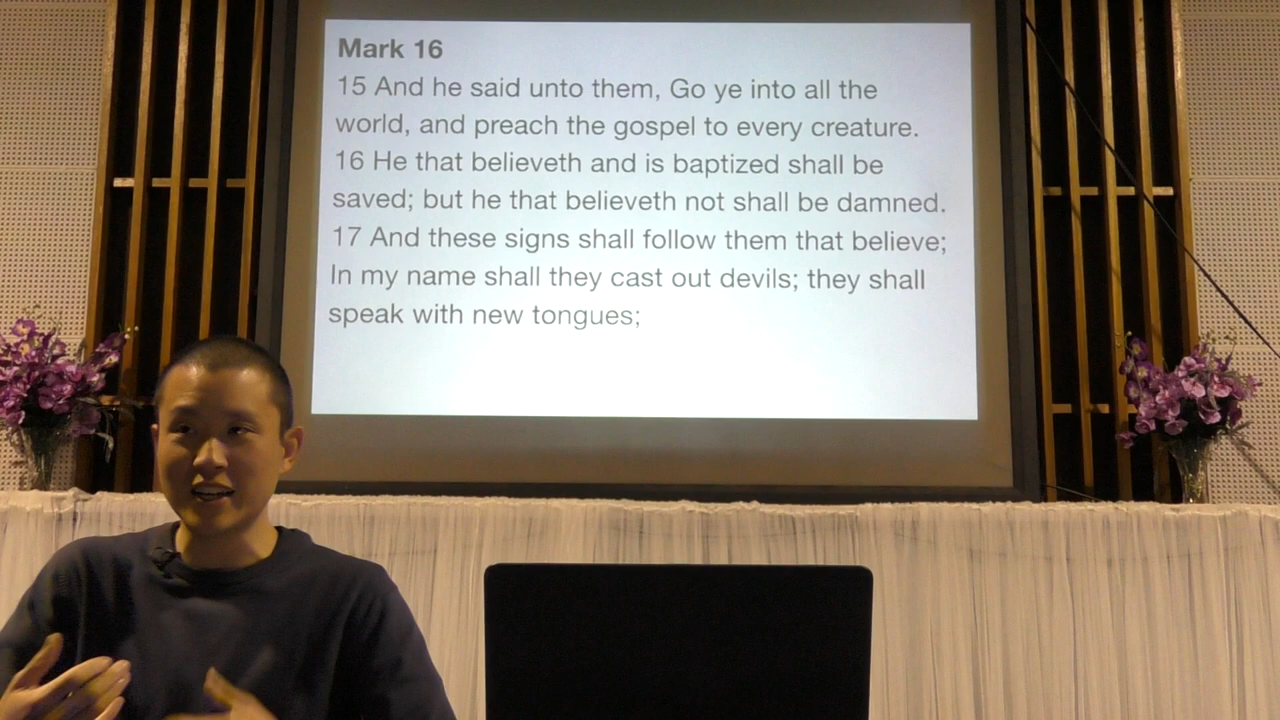 Mark 16
15 And he said unto them, Go ye into all the
world, and preach the gospel to every creature.
16 He that believeth and is baptized shall be
saved; but he that believeth not shall be damned.
17 And these signs shall follow them that believe;
In my name shall they cast out devils; they shall
speak with new tongues;